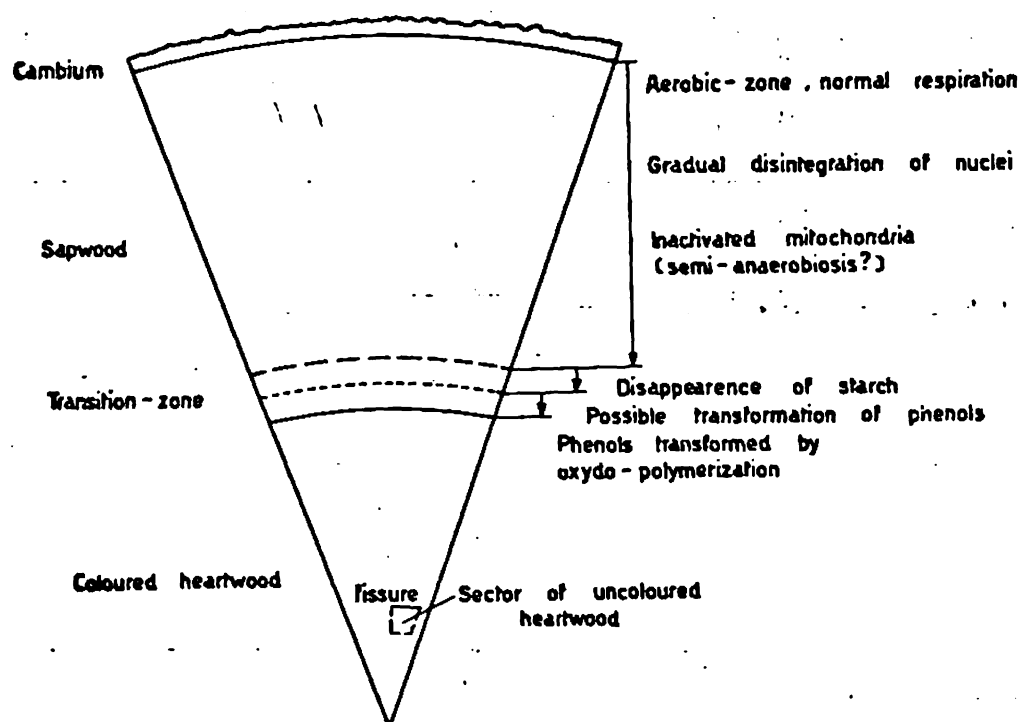 Cambium
Aerobic-zone, normal respiration
Gradual disintegration of nuclei
Sapwood
Inactivated mitochondria
(semi-anaerobiosis?)
Transition-zone
Disappearence of starch
Possible transformation of phenols
Phenols transformed by
oxydo-polymerization
Coloured heartwood
Fissure
Sector of uncoloured
heartwood